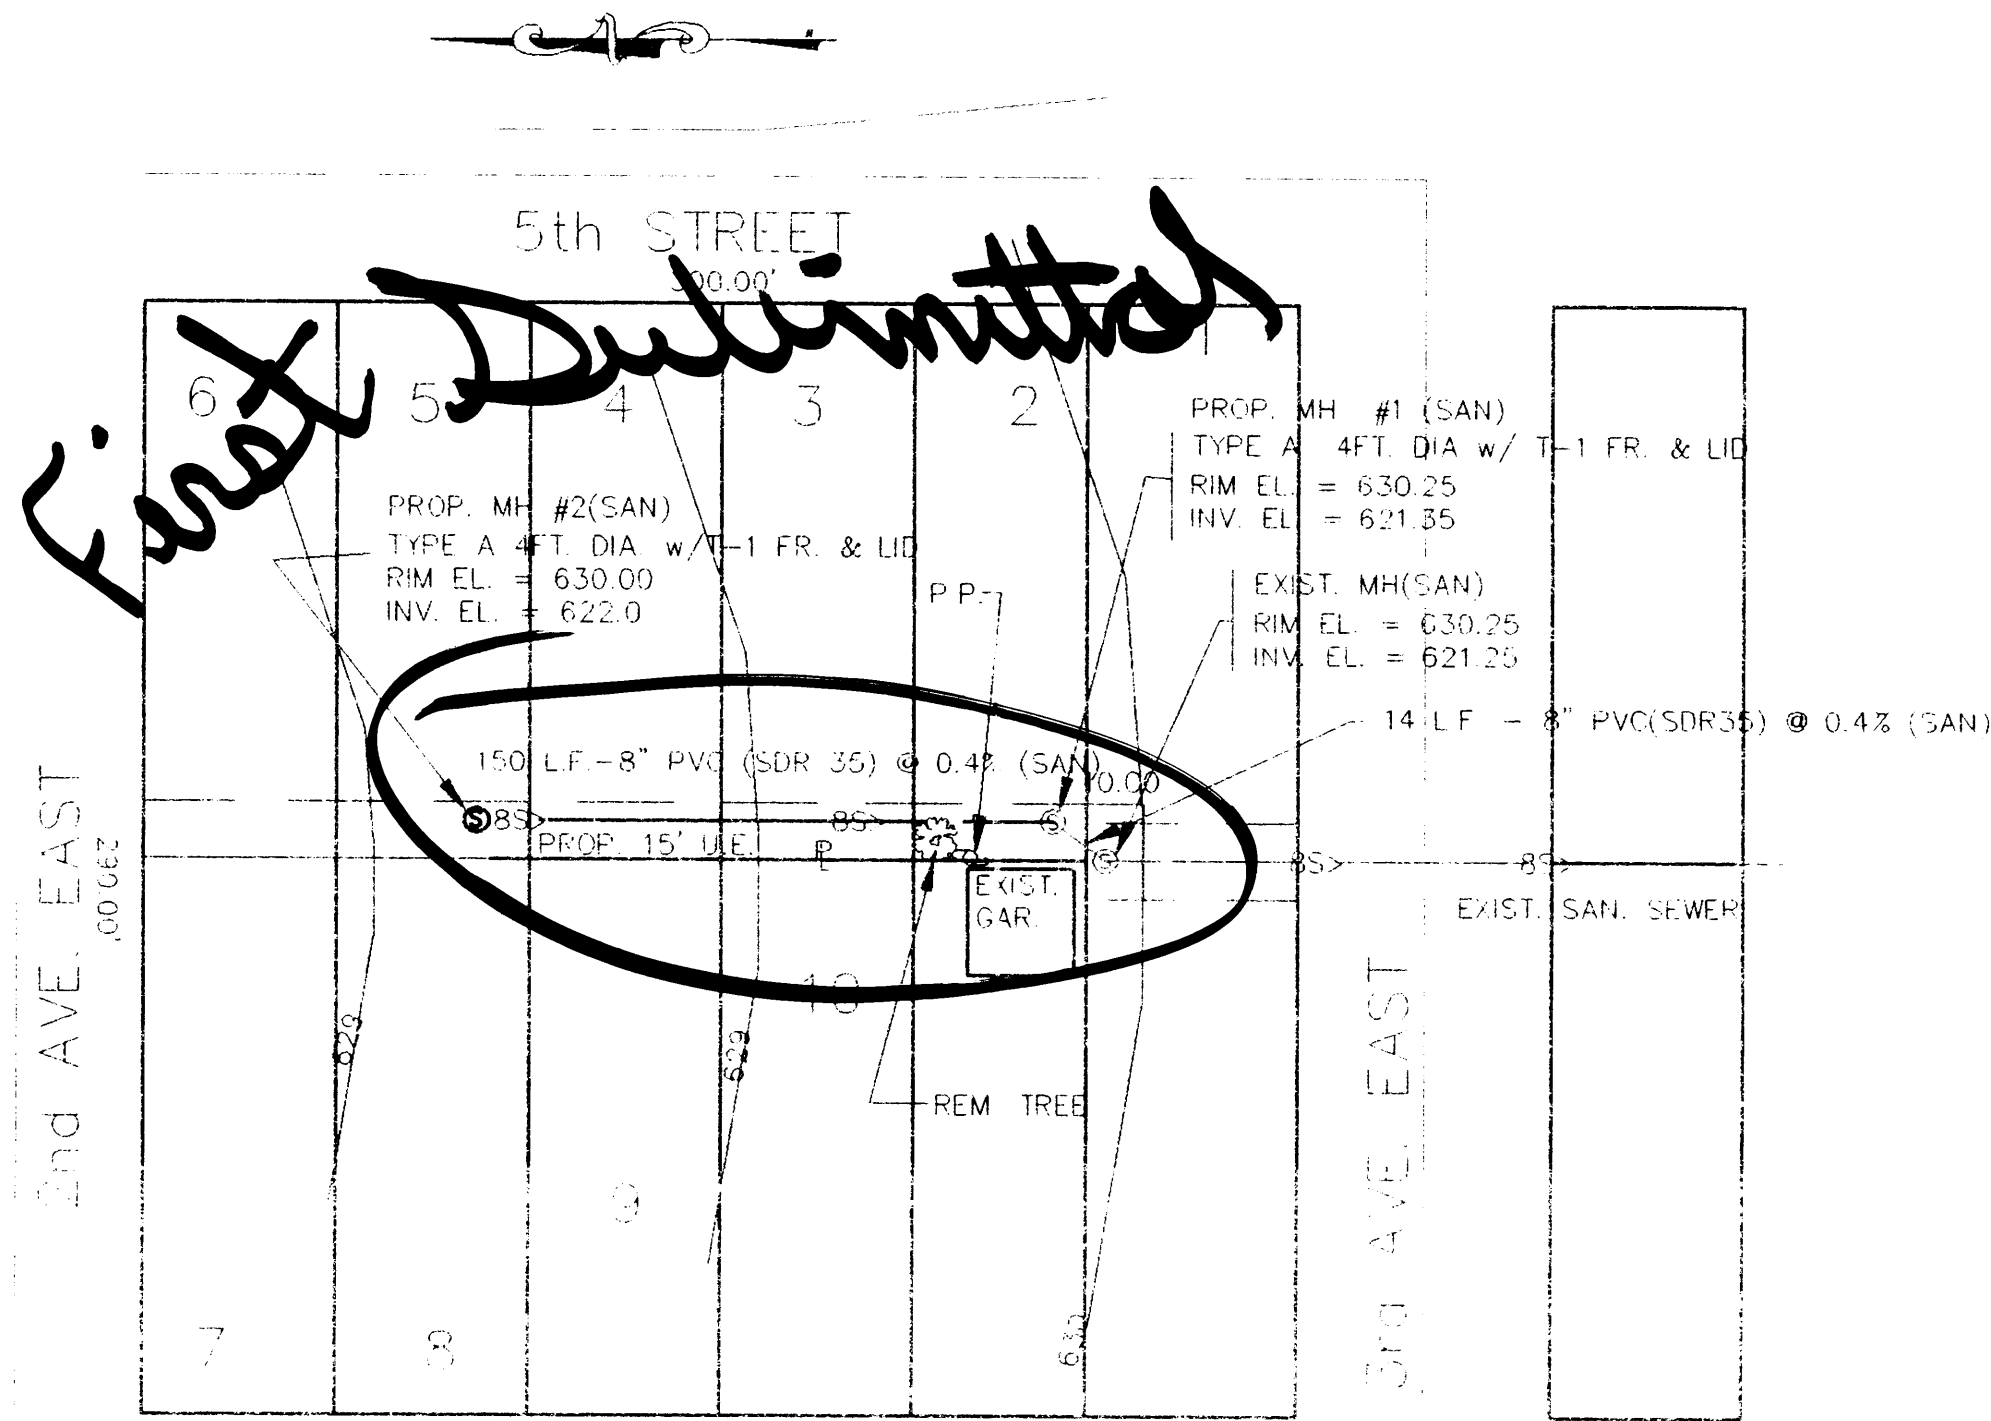 N
5th STREET
300.00'
First Submittal
6
5
4
3
2
PROP. MH #1 (SAN)
TYPE A 4FT. DIA w/ T-1 FR. & LID
RIM EL. = 630.25
INV. EL. = 621.35
PROP. MH #2(SAN)
TYPE A 4FT. DIA. w/T-1 FR. & LID
RIM EL. = 630.00
INV. EL. = 622.0
P.P.
EXIST. MH(SAN)
RIM EL. = 630.25
INV. EL. = 621.25
14 L.F - 8" PVC(SDR35) @ 0.4% (SAN)
150 L.F.-8" PVC (SDR 35) @ 0.4% (SAN)
S
8S
8S
S
PROP. 15' U.E.
PL
S
8S
8S
EXIST.
GAR.
EXIST. SAN. SEWER
2nd AVE. EAST
290.00'
10
629
REM TREE
3rd AVE. EAST
9
7
8
630